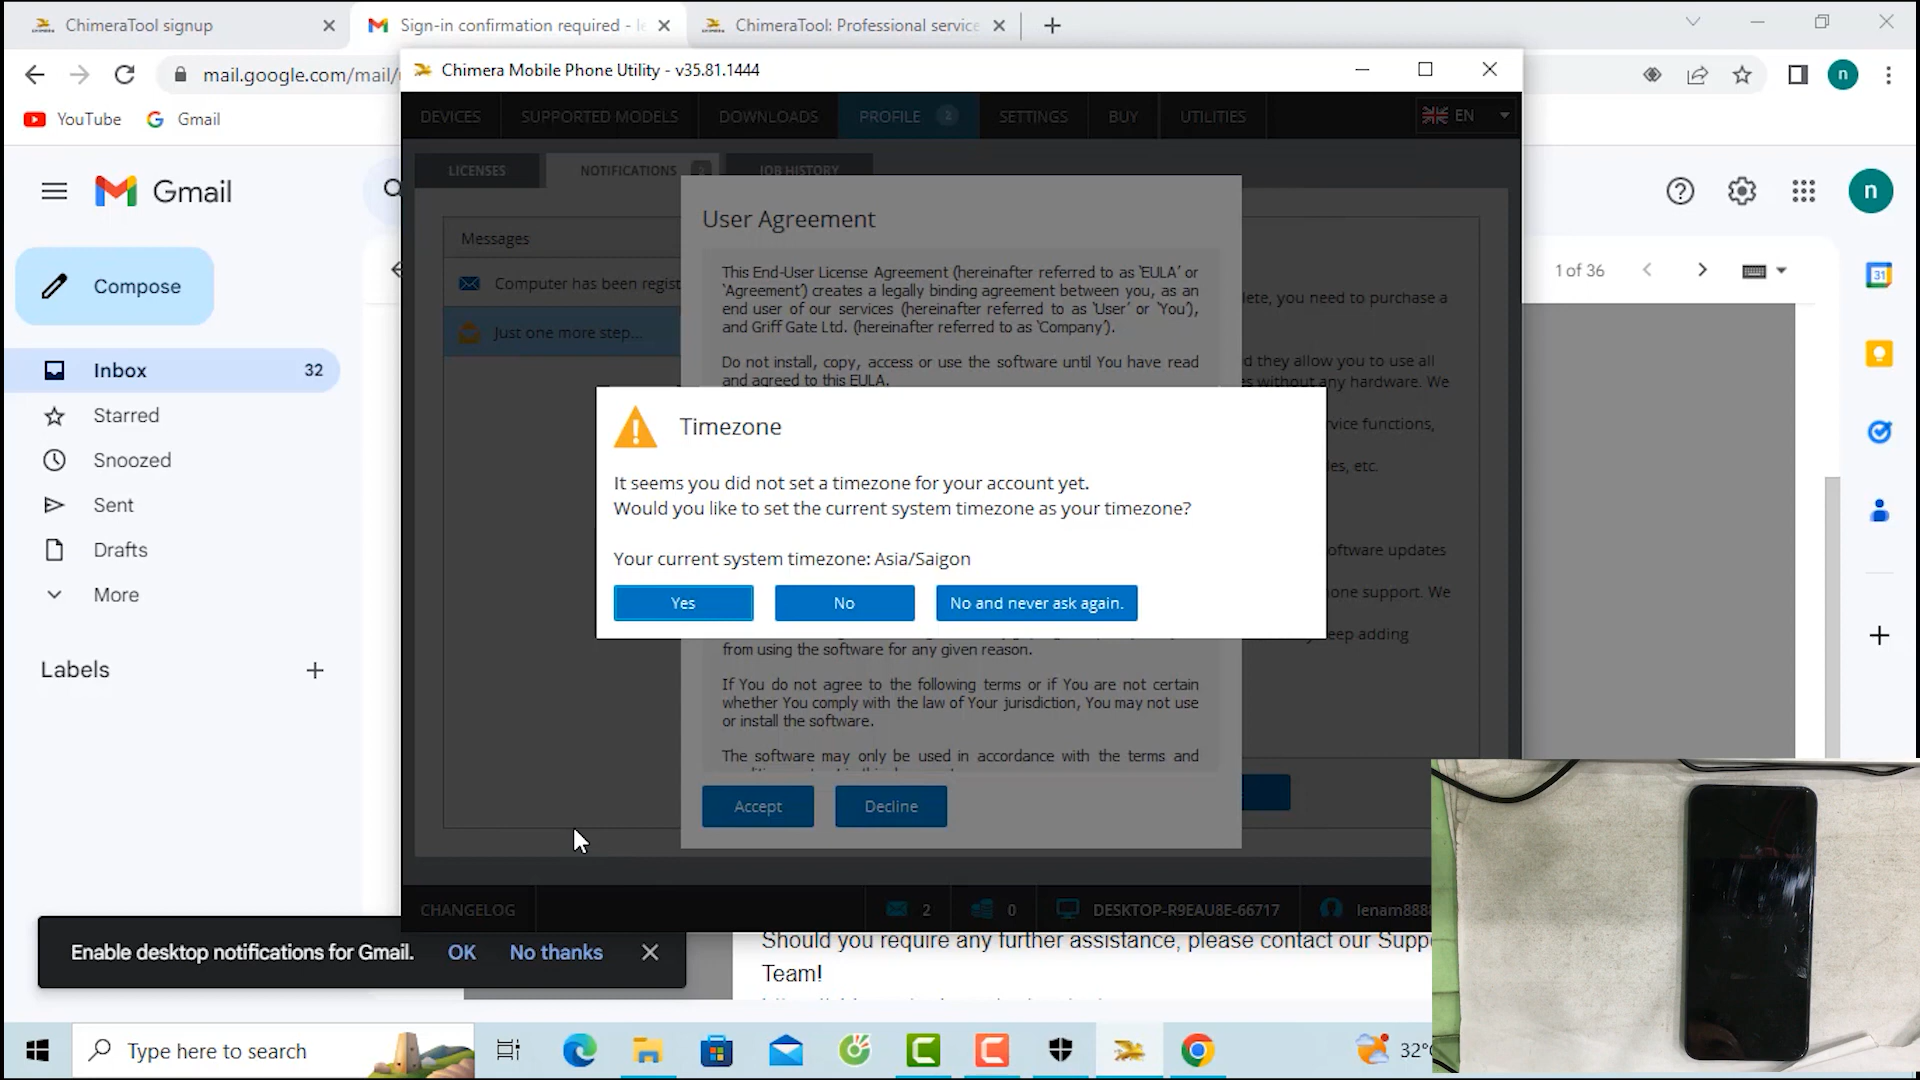 ChimeraTool signup
Sign-in confirmation required - le
ChimeraTool: Professional service
mail.google.com/mail/
n
YouTube
Gmail
Chimera Mobile Phone Utility - v35.81.1444
DEVICES
SUPPORTED MODELS
DOWNLOADS
PROFILE 2
SETTINGS
BUY
UTILITIES
EN
LICENSES
NOTIFICATIONS
JOB HISTORY
Gmail
n
Compose
Inbox 32
Starred
Snoozed
Sent
Drafts
More
Labels
1 of 36
31
Messages
Computer has been regist
Just one more step...
User Agreement
This End-User License Agreement (hereinafter referred to as 'EULA' or
'Agreement') creates a legally binding agreement between you, as an
end user of our services (hereinafter referred to as 'User' or 'You'),
and Griff Gate Ltd. (hereinafter referred to as 'Company').
Do not install, copy, access or use the software until You have read
and agreed to this EULA.
lete, you need to purchase a
d they allow you to use all
es without any hardware. We
rvice functions,
les, etc.
oftware updates
one support. We
eep adding
Timezone
It seems you did not set a timezone for your account yet.
Would you like to set the current system timezone as your timezone?
Your current system timezone: Asia/Saigon
Yes
No
No and never ask again.
from using the software for any given reason.
If You do not agree to the following terms or if You are not certain
whether You comply with the law of Your jurisdiction, You may not use
or install the software.
The software may only be used in accordance with the terms and
Accept
Decline
CHANGELOG
2
0
DESKTOP-R9EAU8E-66717
lenam888
Enable desktop notifications for Gmail.
OK
No thanks
Should you require any further assistance, please contact our Suppo
Team!
Type here to search
32°